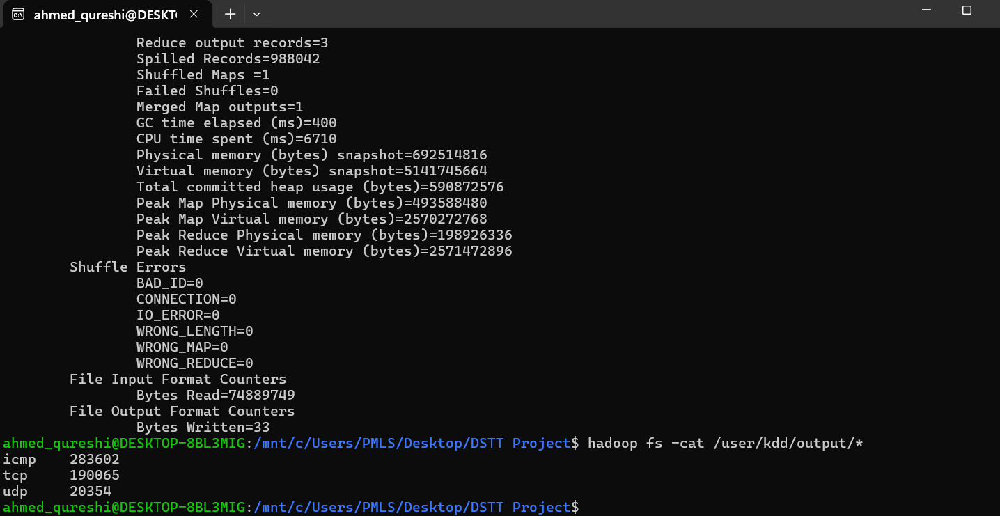 ahmed_qureshi@DESKT
Reduce output records=3
Spilled Records=988042
Shuffled Maps =1
Failed Shuffles=0
Merged Map outputs=1
GC time elapsed (ms)=400
CPU time spent (ms)=6710
Physical memory (bytes) snapshot=692514816
Virtual memory (bytes) snapshot=5141745664
Total committed heap usage (bytes)=590872576
Peak Map Physical memory (bytes)=493588480
Peak Map Virtual memory (bytes)=2570272768
Peak Reduce Physical memory (bytes)=198926336
Peak Reduce Virtual memory (bytes)=2571472896
Shuffle Errors
BAD_ID=0
CONNECTION=0
IO_ERROR=0
WRONG_LENGTH=0
WRONG_MAP=0
WRONG_REDUCE=0
File Input Format Counters
Bytes Read=74889749
File Output Format Counters
Bytes Written=33
ahmed_qureshi@DESKTOP-8BL3MIG:/mnt/c/Users/PMLS/Desktop/DSTT Project$ hadoop fs -cat /user/kdd/output/*
icmp 283602
tcp 190065
udp 20354
ahmed_qureshi@DESKTOP-8BL3MIG:/mnt/c/Users/PMLS/Desktop/DSTT Project$